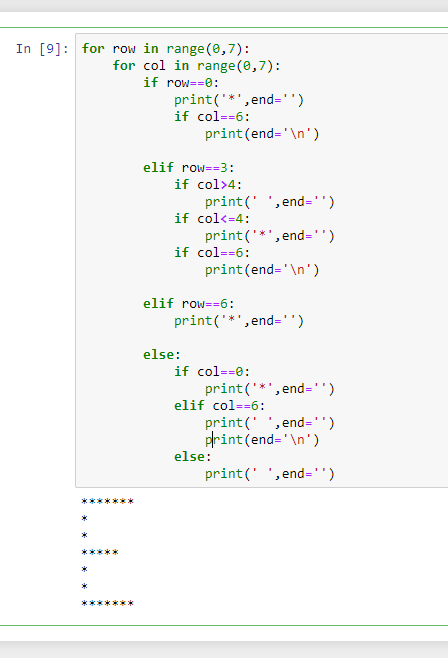 In [9]: for row in range(0,7):
    for col in range(0,7):
        if row==0:
            print('*',end='')
            if col==6:
                print(end='\n')

        elif row==3:
            if col>4:
                print(' ',end='')
            if col<=4:
                print('*',end='')
            if col==6:
                print(end='\n')

        elif row==6:
            print('*',end='')

        else:
            if col==0:
                print('*',end='')
            elif col==6:
                print(' ',end='')
                print(end='\n')
            else:
                print(' ',end='')
*******
*
*
*****
*
*
*******